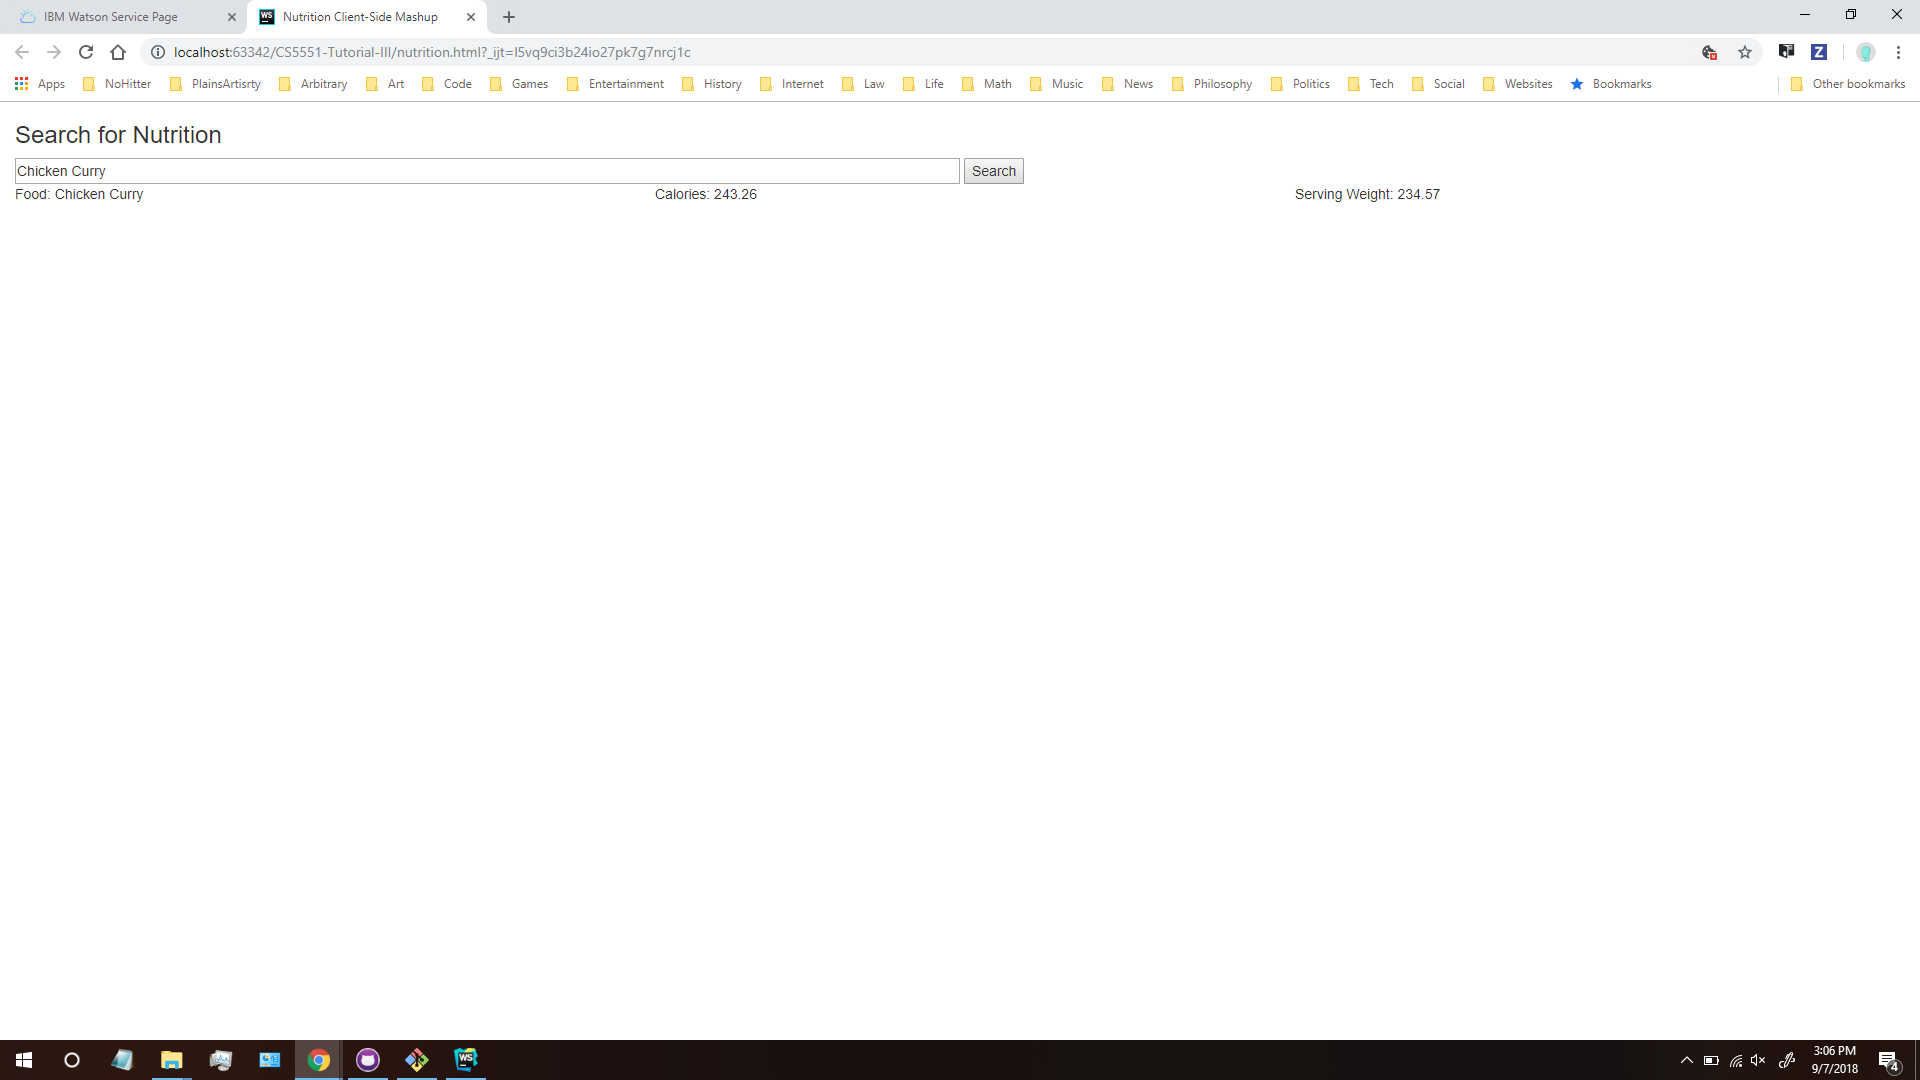 IBM Watson Service Page
WS Nutrition Client-Side Mashup
localhost:63342/CS5551-Tutorial-III/nutrition.html?_ijt=l5vq9ci3b24io27pk7g7nrcj1c
Z
Apps NoHitter PlainsArtisrty Arbitrary Art Code Games Entertainment History Internet Law Life Math Music News Philosophy Politics Tech Social Websites Bookmarks Other bookmarks
Search for Nutrition
Chicken Curry Search
Food: Chicken Curry Calories: 243.26 Serving Weight: 234.57
WS
3:06 PM
9/7/2018
4